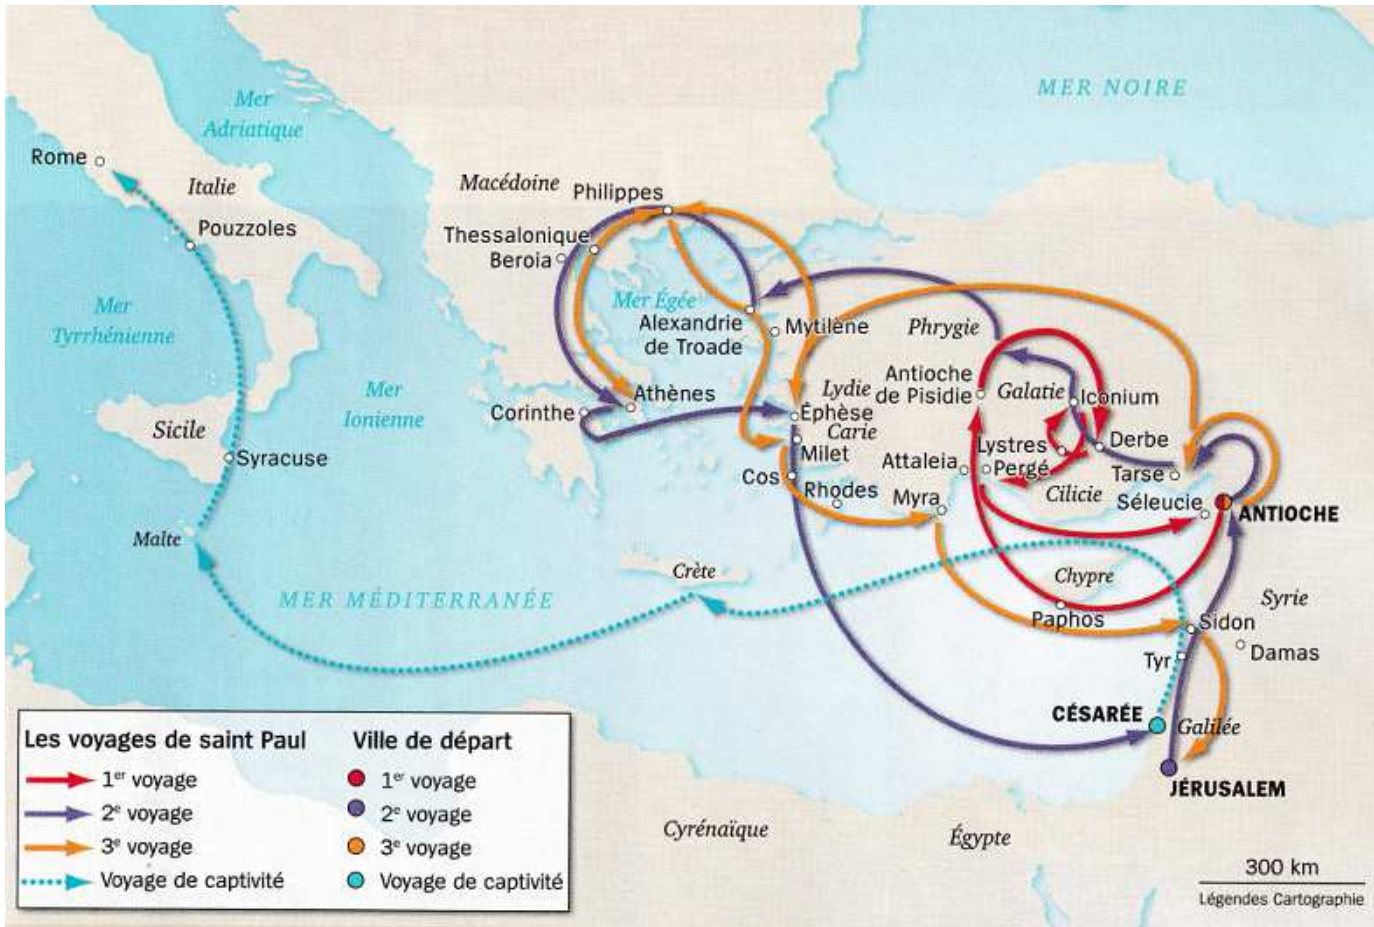 MER NOIRE
Mer
Adriatique
Rome
Italie
Macédoine
Philippes
Pouzzoles
Thessalonique
Beroia
Mer
Tyrrhénienne
Mer Égée
Alexandrie
de Troade
Mytilène
Phrygie
Mer
Ionienne
Antioche
de Pisidie
Lydie
Galatie
Iconium
Athènes
Corinthe
Éphèse
Carie
Sicile
Syracuse
Milet
Lystres
Derbe
Attaleia
Pergé
Tarse
Cos
Rhodes
Myra
Cilicie
Séleucie
ANTIOCHE
Malte
Crète
Chypre
MER MÉDITERRANÉE
Paphos
Syrie
Sidon
Tyr
Damas
CÉSARÉE
Galilée
JÉRUSALEM
Cyrénaïque
Égypte
Les voyages de saint Paul
1er voyage
2e voyage
3e voyage
Voyage de captivité
Ville de départ
1er voyage
2e voyage
3e voyage
Voyage de captivité
300 km
Légendes Cartographie